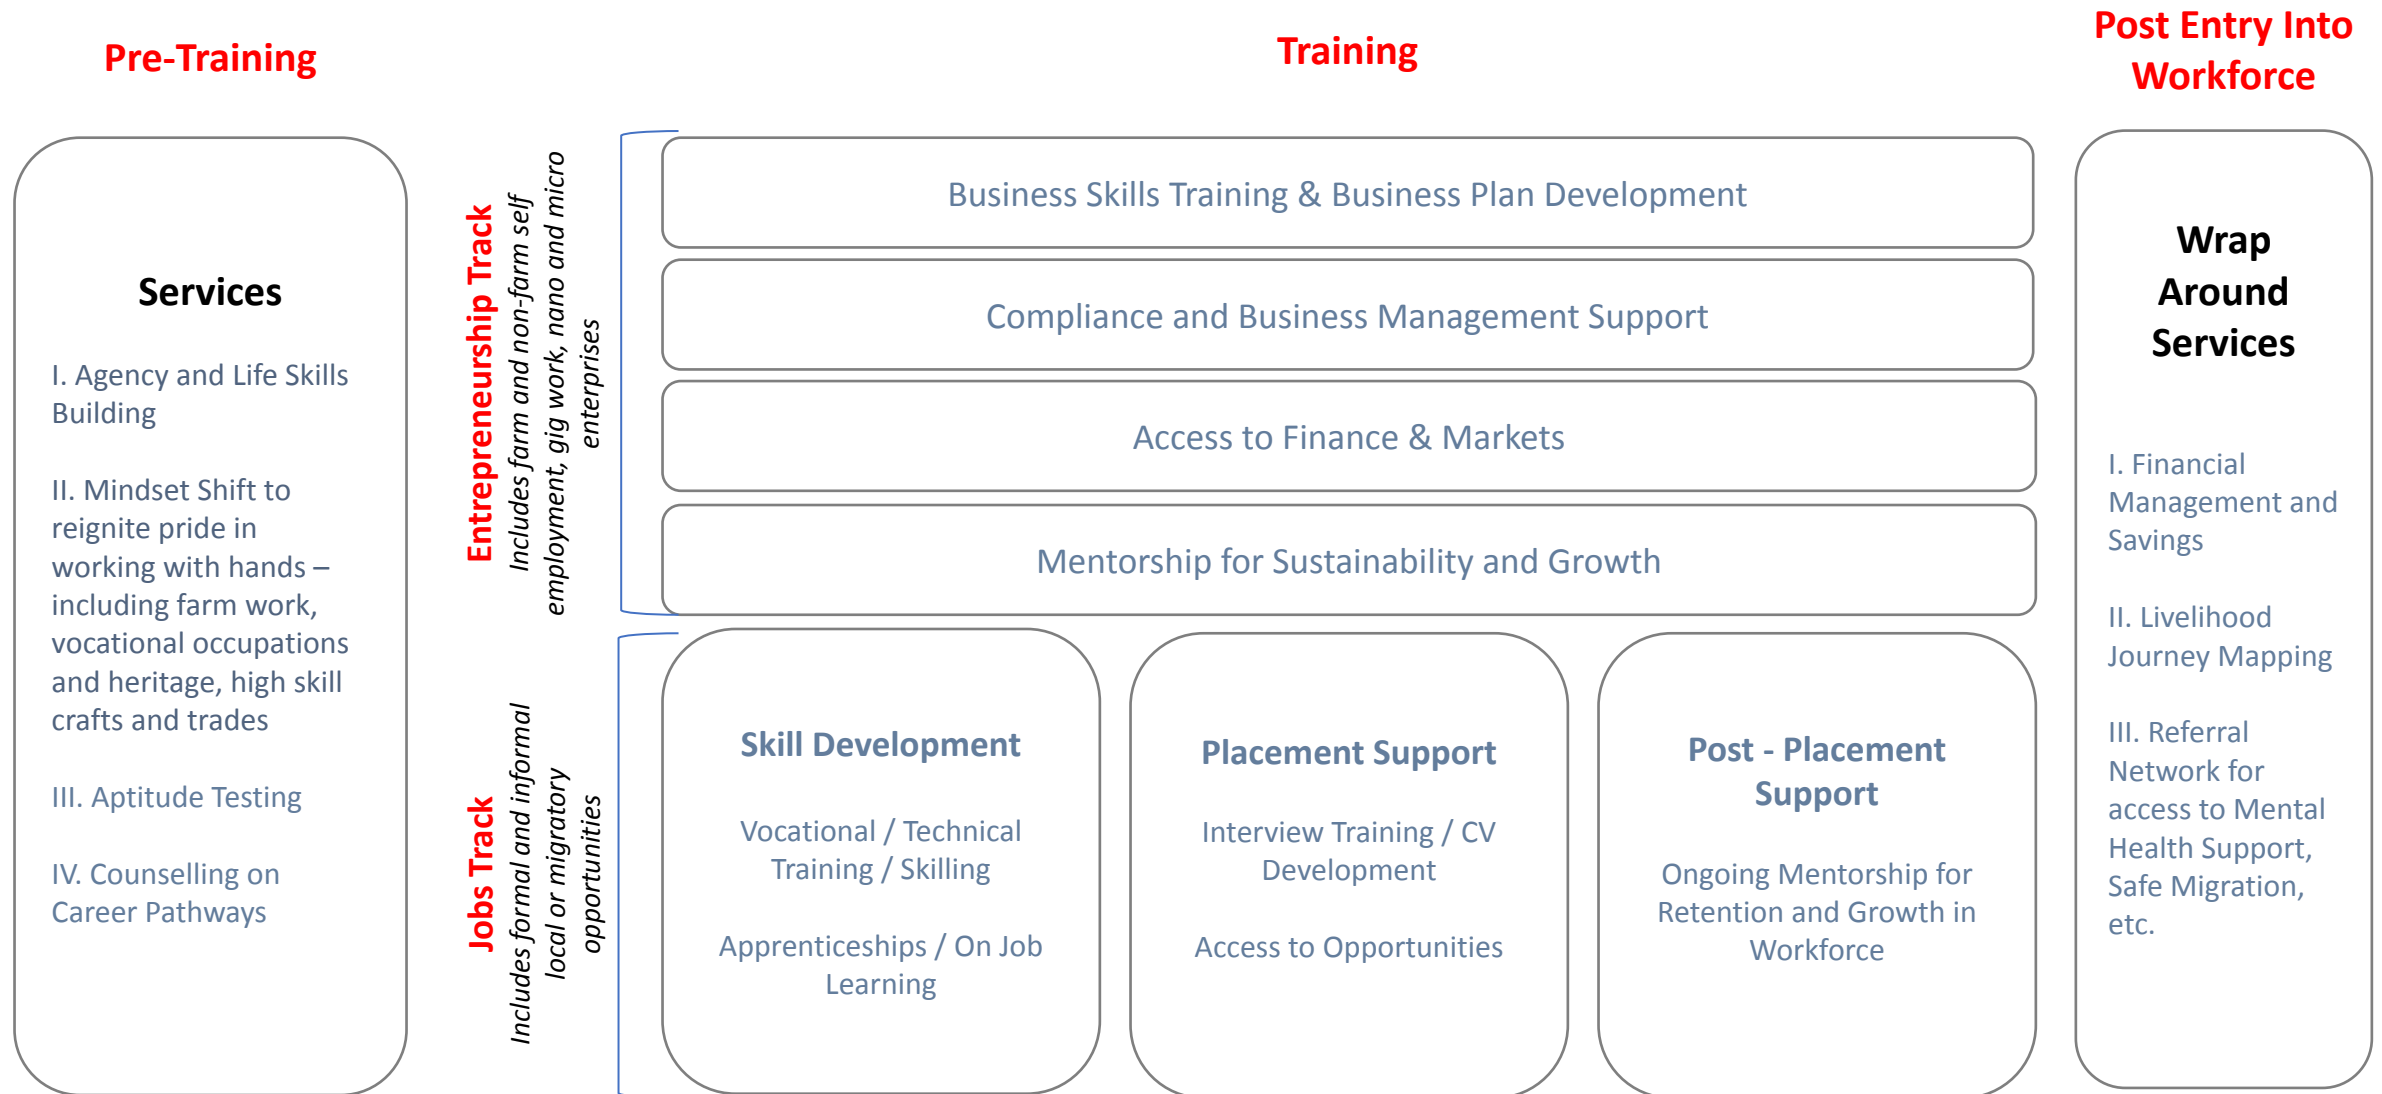 Pre-Training
Services
I. Agency and Life Skills
Building
II. Mindset Shift to
reignite pride in
working with hands –
including farm work,
vocational occupations
and heritage, high skill
crafts and trades
III. Aptitude Testing
IV. Counselling on
Career Pathways
Training
Entrepreneurship Track
Includes farm and non-farm self
employment, gig work, nano and micro
enterprises
Business Skills Training & Business Plan Development
Compliance and Business Management Support
Access to Finance & Markets
Mentorship for Sustainability and Growth
Jobs Track
Includes formal and informal
local or migratory
opportunities
Skill Development
Vocational / Technical
Training / Skilling
Apprenticeships / On Job
Learning
Placement Support
Interview Training / CV
Development
Access to Opportunities
Post - Placement
Support
Ongoing Mentorship for
Retention and Growth in
Workforce
Post Entry Into
Workforce
Wrap
Around
Services
I. Financial
Management and
Savings
II. Livelihood
Journey Mapping
III. Referral
Network for
access to Mental
Health Support,
Safe Migration,
etc.